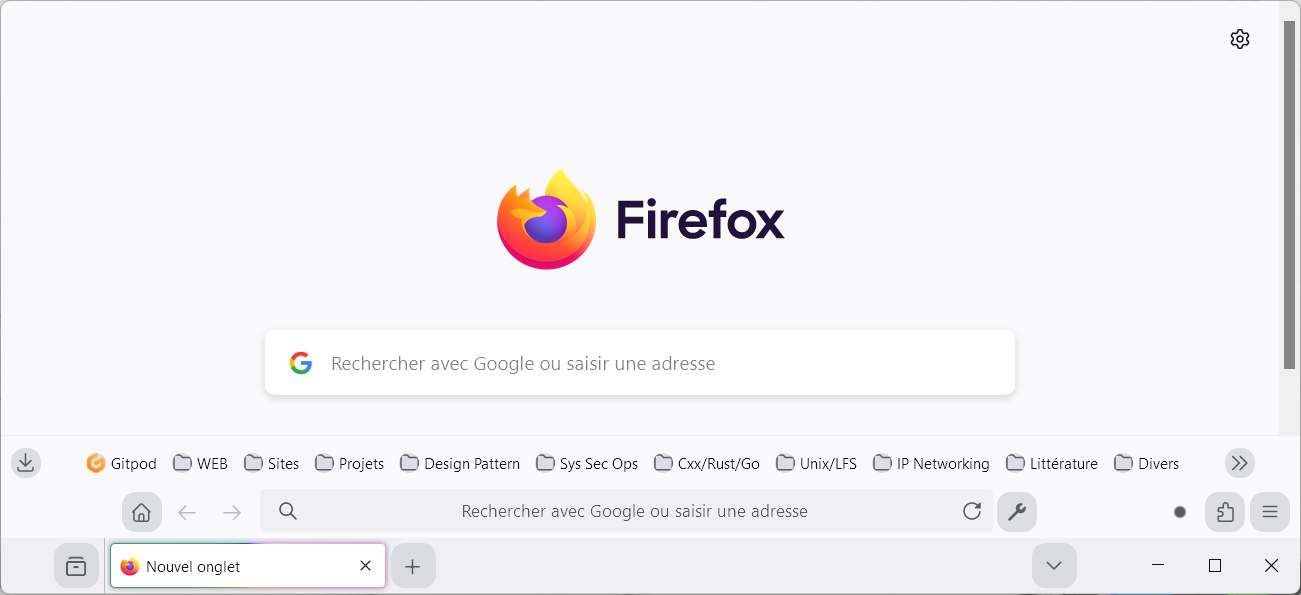 Firefox
Rechercher avec Google ou saisir une adresse
Gitpod WEB Sites Projets Design Pattern Sys Sec Ops Cxx/Rust/Go Unix/LFS IP Networking Littérature Divers
Rechercher avec Google ou saisir une adresse
Nouvel onglet